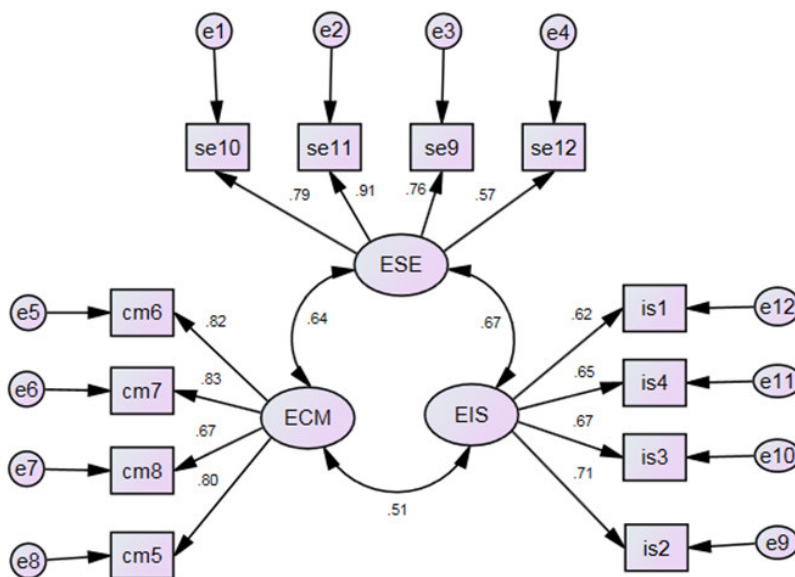 e1 e2 e3 e4
se10 se11 se9 se12
.79 .91 .76 .57
ESE
e5 cm6 .82 .64 .67 .62 is1 e12
e6 cm7 .83 .65 is4 e11
ECM EIS
e7 cm8 .67 .67 is3 e10
.80 .71
e8 cm5 .51 is2 e9